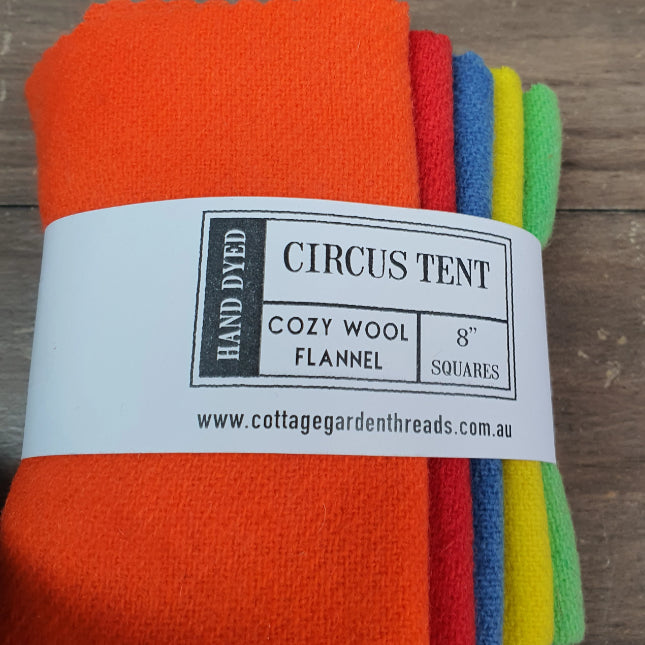 HAND DYED
CIRCUS TENT
COZY WOOL
FLANNEL
8”
SQUARES
www.cottagegardenthreads.com.au